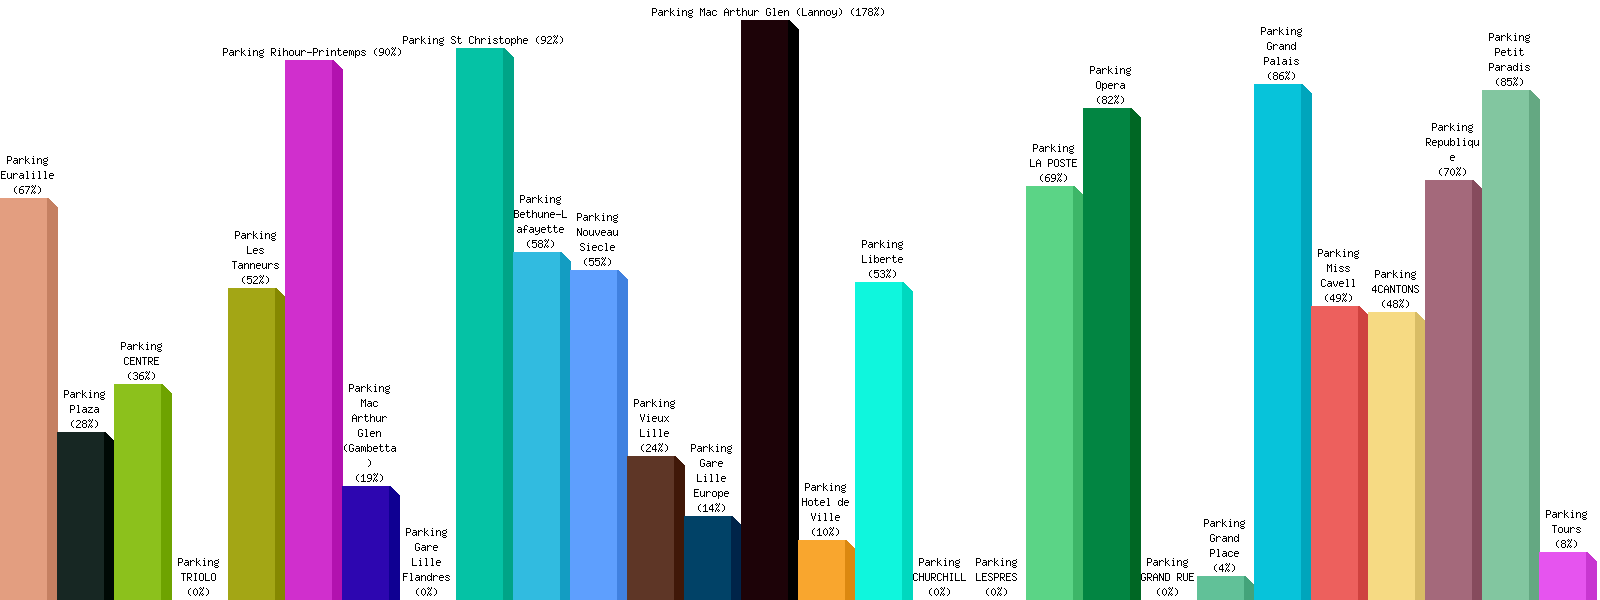 Parking
Euralille
(67%)
Parking
Plaza
(28%)
Parking
CENTRE
(36%)
Parking
TRIOLO
(0%)
Parking
Les
Tanneurs
(52%)
Parking Rihour-Printemps (90%)
Parking
Mac
Arthur
Glen
(Gambetta
)
(19%)
Parking
Gare
Lille
Flandres
(0%)
Parking St Christophe (92%)
Parking
Bethune-L
afayette
(58%)
Parking
Nouveau
Siecle
(55%)
Parking
Vieux
Lille
(24%)
Parking
Gare
Lille
Europe
(14%)
Parking Mac Arthur Glen (Lannoy) (178%)
Parking
Hotel de
Ville
(10%)
Parking
Liberte
(53%)
Parking
CHURCHILL
(0%)
Parking
LESPRES
(0%)
Parking
LA POSTE
(69%)
Parking
Opera
(82%)
Parking
GRAND RUE
(0%)
Parking
Grand
Place
(4%)
Parking
Grand
Palais
(86%)
Parking
Miss
Cavell
(49%)
Parking
4CANTONS
(48%)
Parking
Republiqu
e
(70%)
Parking
Petit
Paradis
(85%)
Parking
Tours
(8%)